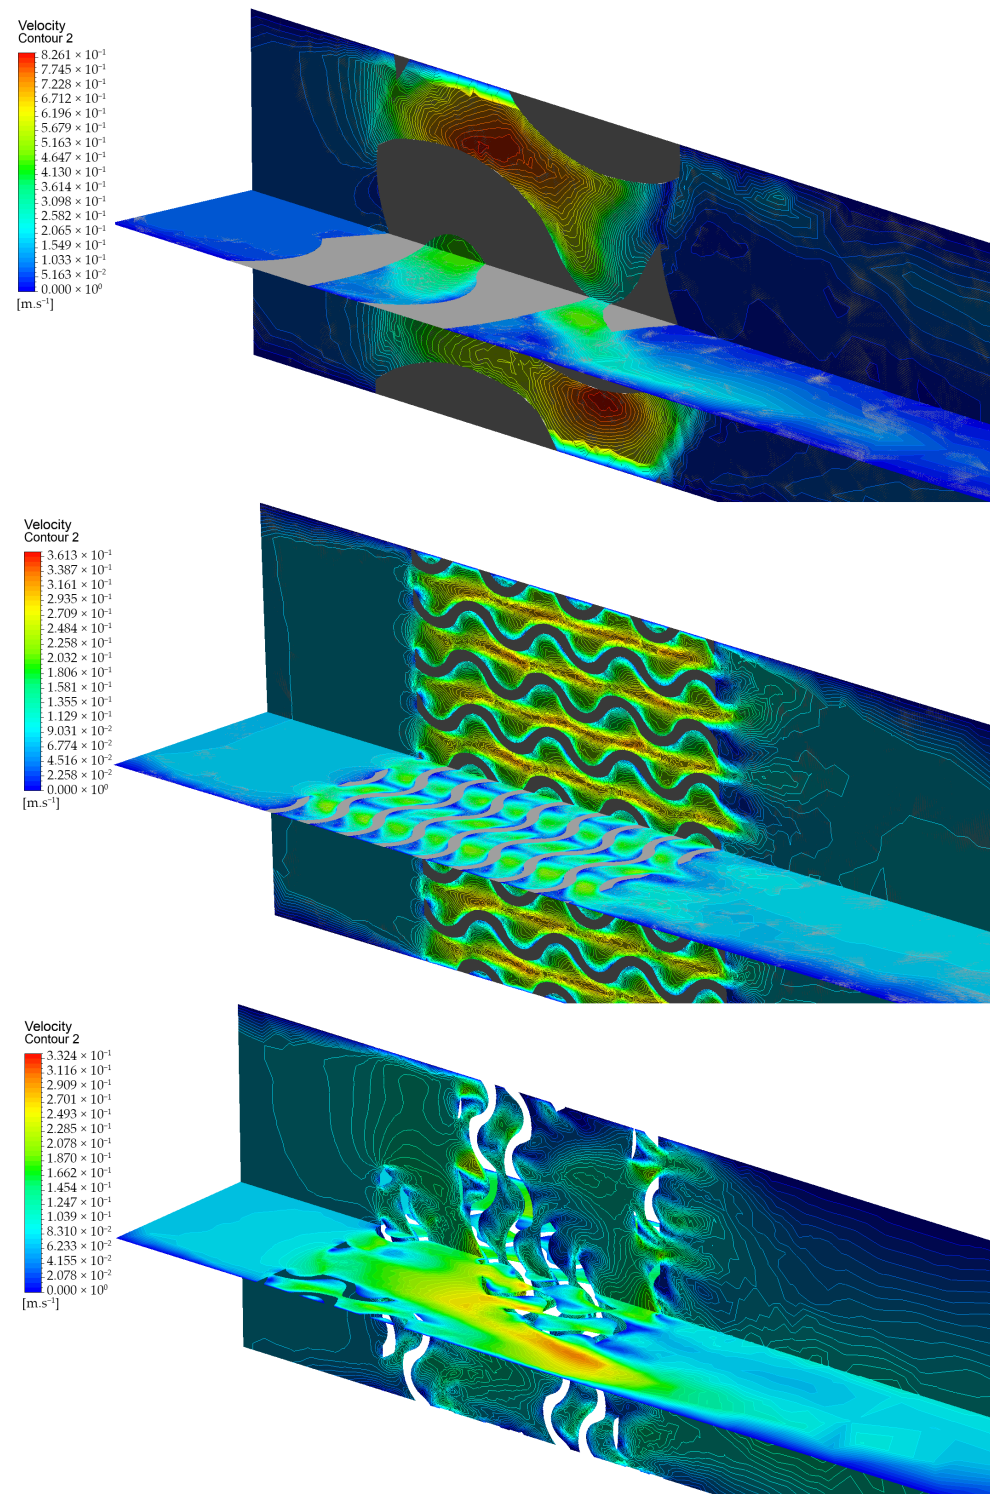 Velocity
Contour 2
8.261 × 10⁻¹
7.745 × 10⁻¹
7.228 × 10⁻¹
6.712 × 10⁻¹
6.196 × 10⁻¹
5.679 × 10⁻¹
5.163 × 10⁻¹
4.647 × 10⁻¹
4.130 × 10⁻¹
3.614 × 10⁻¹
3.098 × 10⁻¹
2.582 × 10⁻¹
2.065 × 10⁻¹
1.549 × 10⁻¹
1.033 × 10⁻¹
5.163 × 10⁻²
0.000 × 10⁰
[m.s⁻¹]
Velocity
Contour 2
3.613 × 10⁻¹
3.387 × 10⁻¹
3.161 × 10⁻¹
2.935 × 10⁻¹
2.709 × 10⁻¹
2.484 × 10⁻¹
2.258 × 10⁻¹
2.032 × 10⁻¹
1.806 × 10⁻¹
1.581 × 10⁻¹
1.355 × 10⁻¹
1.129 × 10⁻¹
9.031 × 10⁻²
6.774 × 10⁻²
4.516 × 10⁻²
2.258 × 10⁻²
0.000 × 10⁰
[m.s⁻¹]
Velocity
Contour 2
3.324 × 10⁻¹
3.116 × 10⁻¹
2.909 × 10⁻¹
2.701 × 10⁻¹
2.493 × 10⁻¹
2.285 × 10⁻¹
2.078 × 10⁻¹
1.870 × 10⁻¹
1.662 × 10⁻¹
1.454 × 10⁻¹
1.247 × 10⁻¹
1.039 × 10⁻¹
8.310 × 10⁻²
6.233 × 10⁻²
4.155 × 10⁻²
2.078 × 10⁻²
0.000 × 10⁰
[m.s⁻¹]